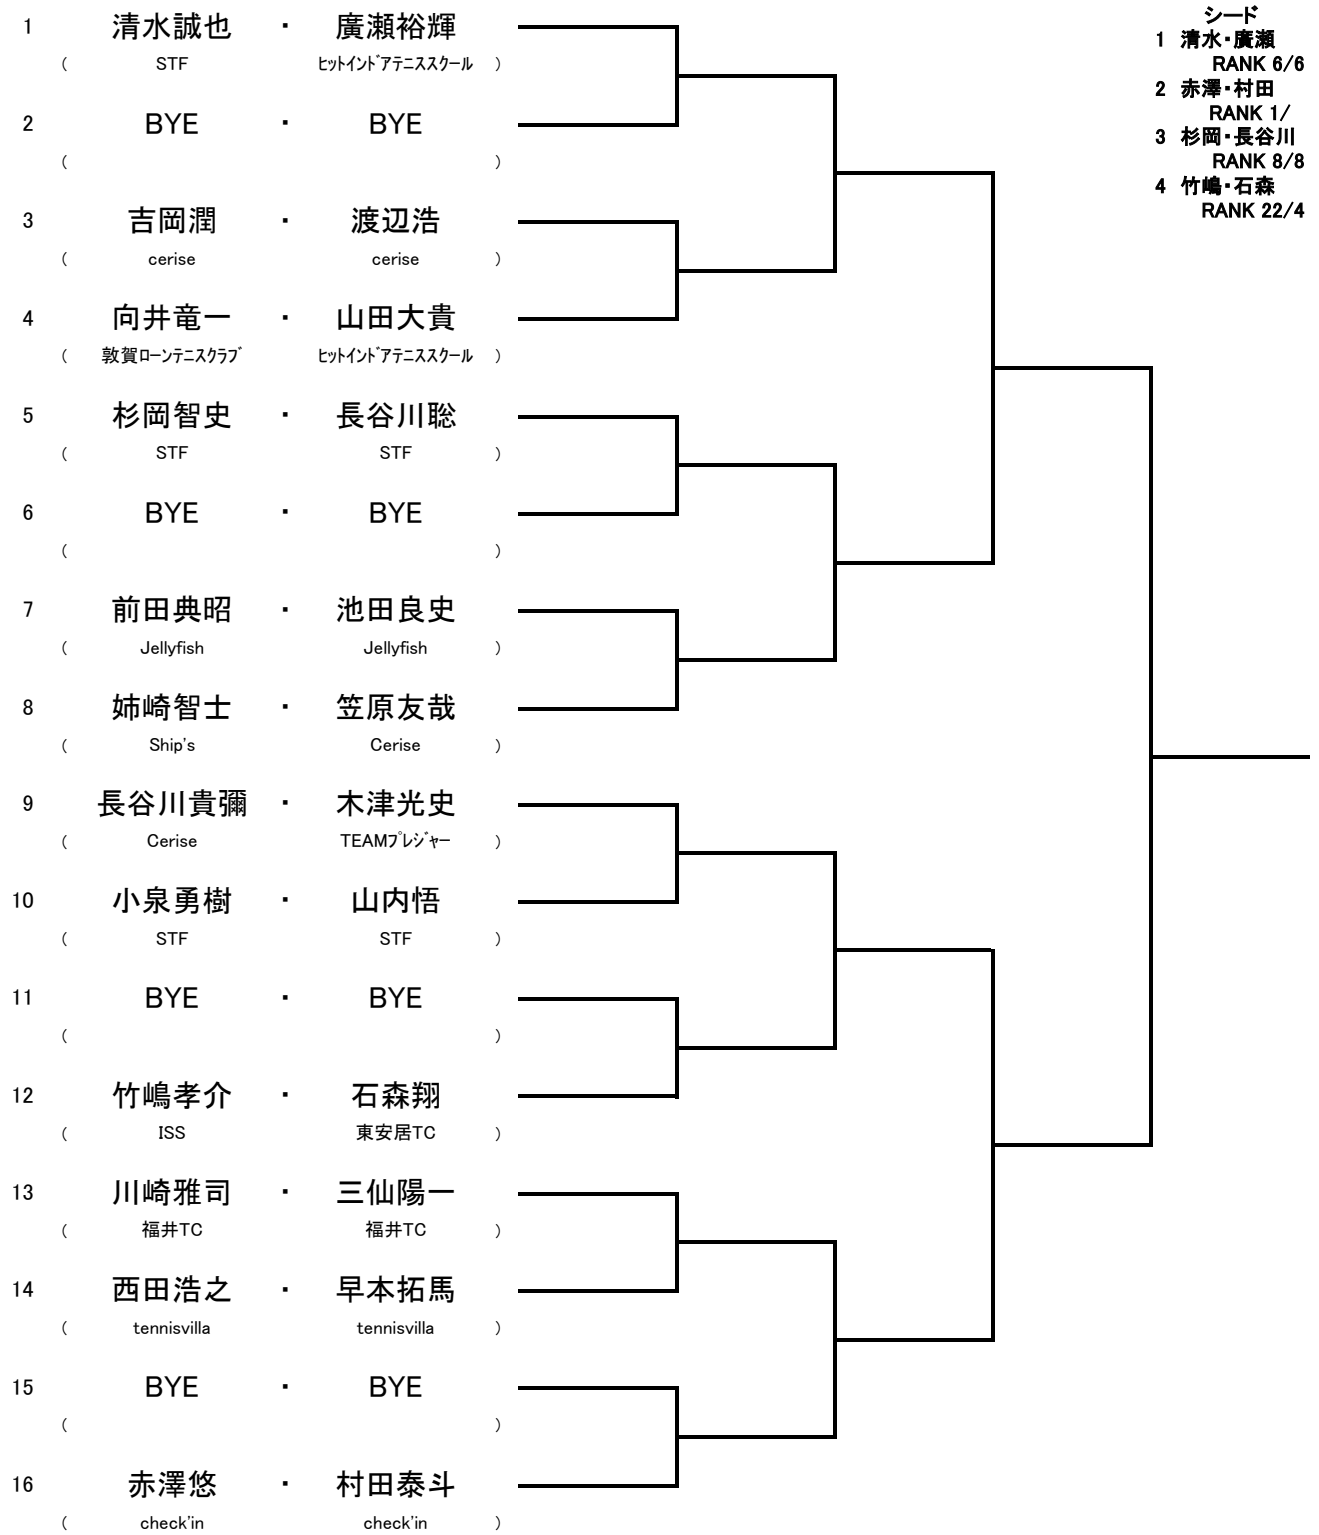 1 清水誠也 ・ 廣瀬裕輝
( STF ﾋｯﾄｲﾝﾄﾞｱﾃﾆｽｽｸｰﾙ )
2 BYE ・ BYE
( )
3 吉岡潤 ・ 渡辺浩
( cerise cerise )
4 向井竜一 ・ 山田大貴
( 敦賀ﾛｰﾝﾃﾆｽｸﾗﾌﾞ ﾋｯﾄｲﾝﾄﾞｱﾃﾆｽｽｸｰﾙ )
5 杉岡智史 ・ 長谷川聡
( STF STF )
6 BYE ・ BYE
( )
7 前田典昭 ・ 池田良史
( Jellyfish Jellyfish )
8 姉崎智士 ・ 笠原友哉
( Ship's Cerise )
9 長谷川貴彌 ・ 木津光史
( Cerise TEAMﾌﾟﾚｼﾞｬｰ )
10 小泉勇樹 ・ 山内悟
( STF STF )
11 BYE ・ BYE
( )
12 竹嶋孝介 ・ 石森翔
( ISS 東安居TC )
13 川崎雅司 ・ 三仙陽一
( 福井TC 福井TC )
14 西田浩之 ・ 早本拓馬
( tennisvilla tennisvilla )
15 BYE ・ BYE
( )
16 赤澤悠 ・ 村田泰斗
( check'in check'in )
シード
1 清水・廣瀬
RANK 6/6
2 赤澤・村田
RANK 1/
3 杉岡・長谷川
RANK 8/8
4 竹嶋・石森
RANK 22/4